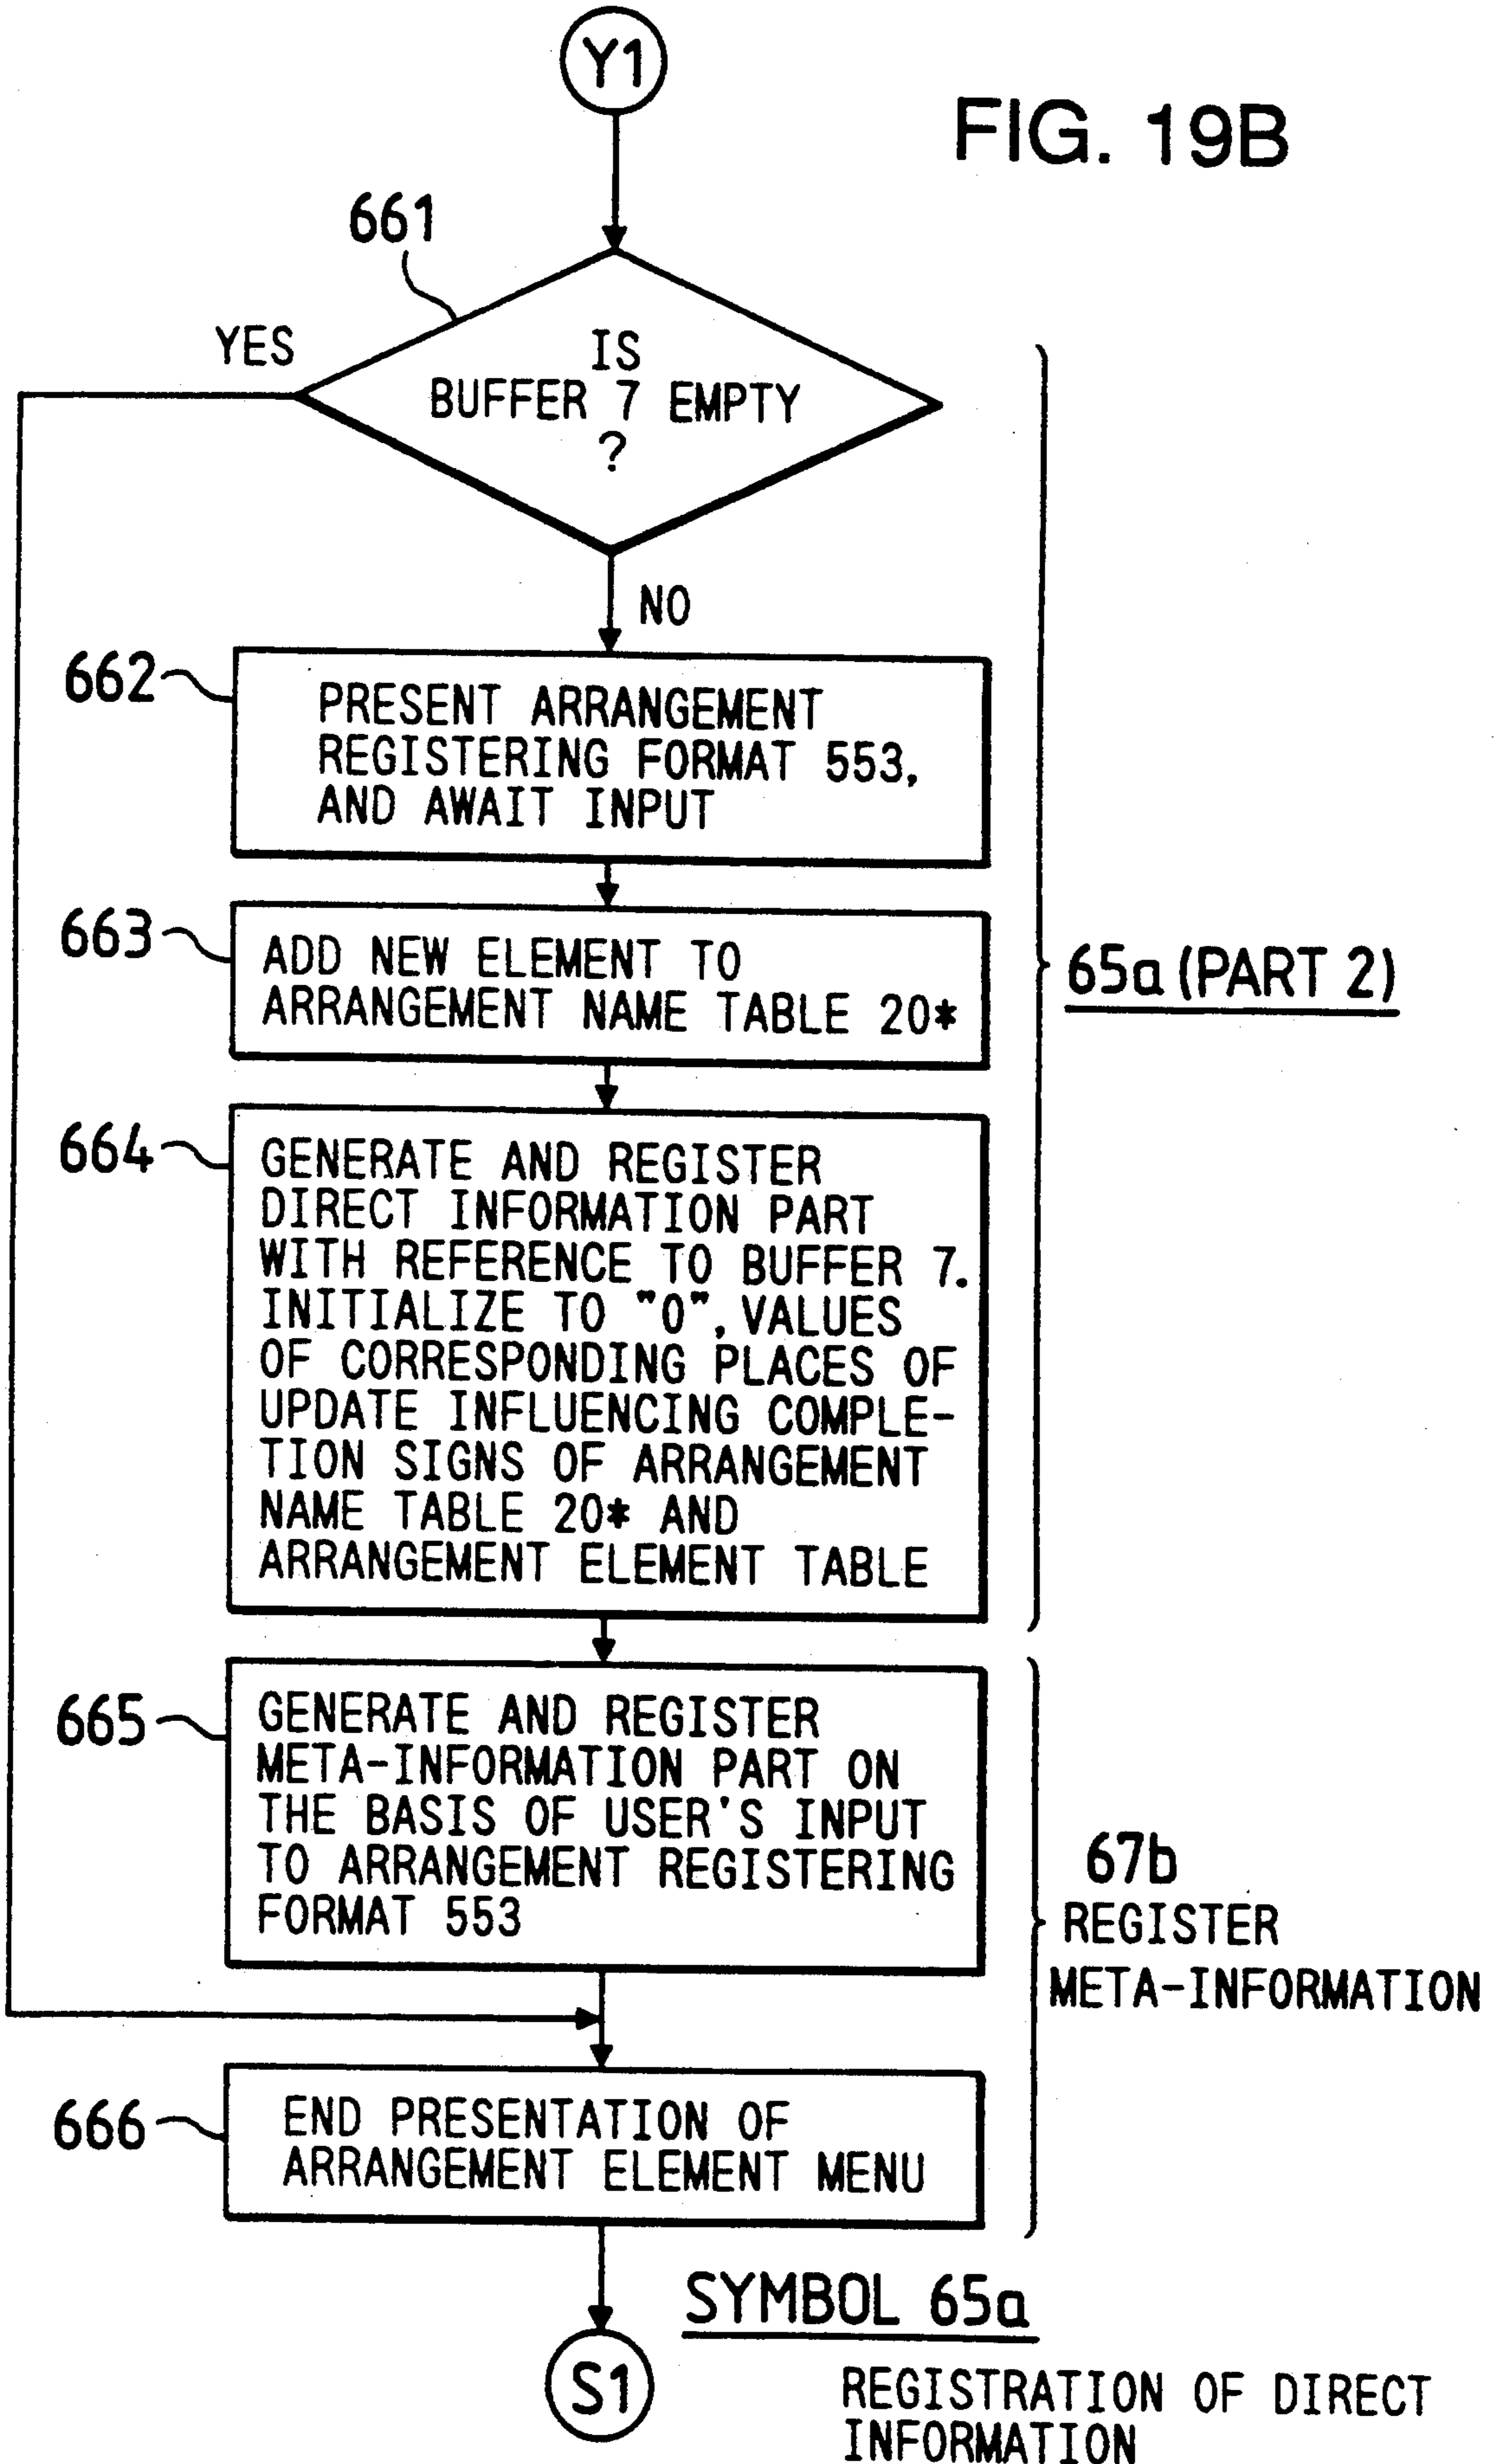 Y1
FIG. 19B
661
YES
IS
BUFFER 7 EMPTY
?
NO
662
PRESENT ARRANGEMENT
REGISTERING FORMAT 553,
AND AWAIT INPUT
663
ADD NEW ELEMENT TO
ARRANGEMENT NAME TABLE 20*
65a (PART 2)
664
GENERATE AND REGISTER
DIRECT INFORMATION PART
WITH REFERENCE TO BUFFER 7.
INITIALIZE TO "0", VALUES
OF CORRESPONDING PLACES OF
UPDATE INFLUENCING COMPLE-
TION SIGNS OF ARRANGEMENT
NAME TABLE 20* AND
ARRANGEMENT ELEMENT TABLE
665
GENERATE AND REGISTER
META-INFORMATION PART ON
THE BASIS OF USER'S INPUT
TO ARRANGEMENT REGISTERING
FORMAT 553
67b
REGISTER
META-INFORMATION
666
END PRESENTATION OF
ARRANGEMENT ELEMENT MENU
SYMBOL 65a
S1
REGISTRATION OF DIRECT
INFORMATION